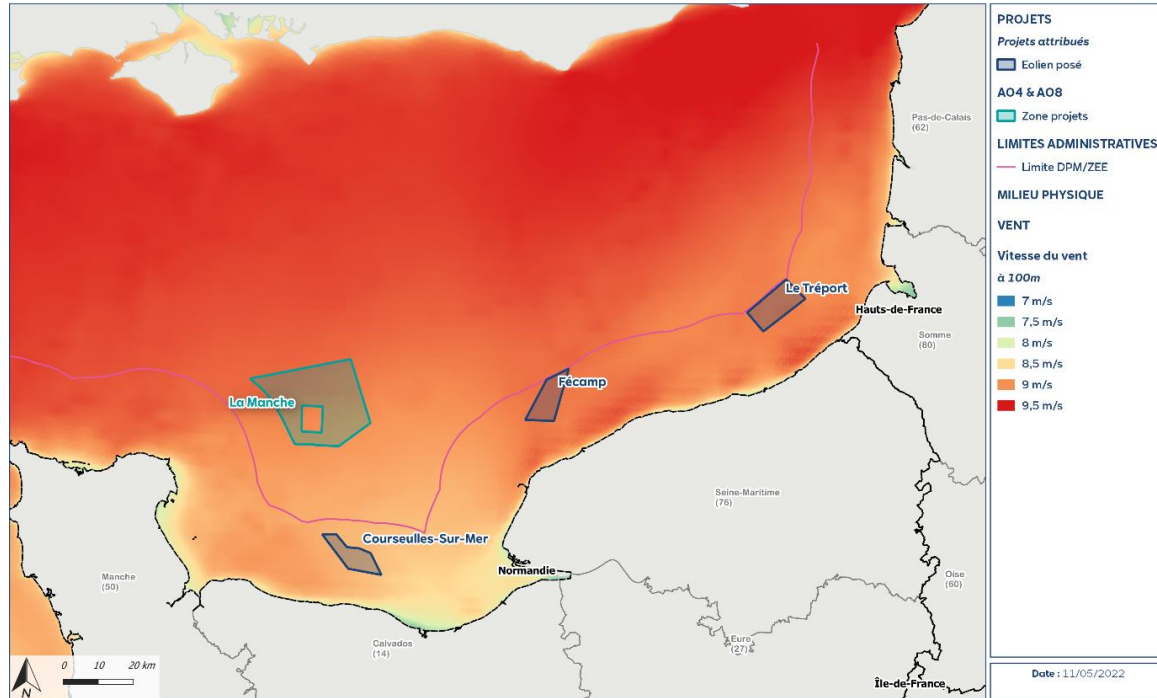 Pas-de-Calais
(62)
Le Tréport
Hauts-de-France
Somme
(80)
La Manche
Fécamp
Seine-Maritime
(76)
Courseulles-Sur-Mer
Normandie
Manche
(50)
Oise
(60)
Calvados
(14)
Eure
(27)
Île-de-France
N
0 10 20 km
PROJETS
Projets attribués
Eolien posé
AO4 & AO8
Zone projets
LIMITES ADMINISTRATIVES
Limite DPM/ZEE
MILIEU PHYSIQUE
VENT
Vitesse du vent
à 100m
7 m/s
7,5 m/s
8 m/s
8,5 m/s
9 m/s
9,5 m/s
Date : 11/05/2022